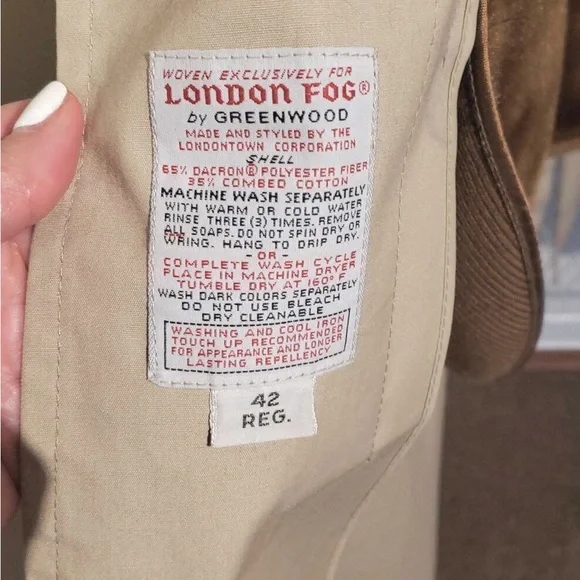 WOVEN EXCLUSIVELY FOR
LONDON FOG®
by GREENWOOD
MADE AND STYLED BY THE
LONDONTOWN CORPORATION
SHELL
65% DACRON® POLYESTER FIBER
35% COMBED COTTON
MACHINE WASH SEPARATELY
WITH WARM OR COLD WATER
RINSE THREE (3) TIMES. REMOVE
ALL SOAPS. DO NOT SPIN DRY OR
WRING. HANG TO DRIP DRY.
- OR -
COMPLETE WASH CYCLE
PLACE IN MACHINE DRYER
TUMBLE DRY AT 160° F
WASH DARK COLORS SEPARATELY
DO NOT USE BLEACH
DRY CLEANABLE
WASHING AND COOL IRON
TOUCH UP RECOMMENDED
FOR APPEARANCE AND LONGER
LASTING REPELLENCY
42
REG.